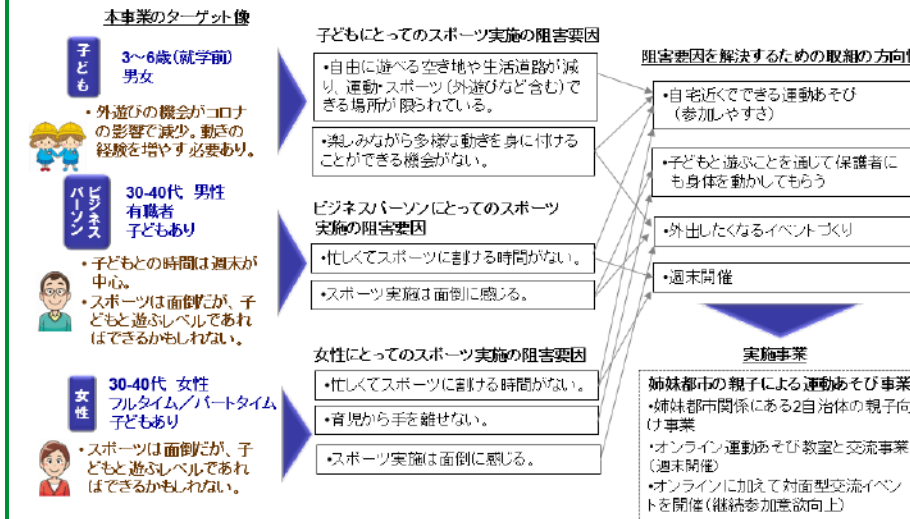 本事業のターゲット像
子ども
3～6歳(就学前)
男女
・外遊びの機会がコロナ
の影響で減少。動きの
経験を増やす必要あり。
ビジネス
パーソン
30-40代 男性
有職者
子どもあり
・子どもとの時間は週末が
中心。
・スポーツは面倒だが、子
どもと遊ぶレベルであれ
ばできるかもしれない。
女性
30-40代 女性
フルタイム／パートタイム
子どもあり
・スポーツは面倒だが、子
どもと遊ぶレベルであれ
ばできるかもしれない。
子どもにとってのスポーツ実施の阻害要因
・自由に遊べる空き地や生活道路が減
り、運動・スポーツ(外遊びなど含む)で
きる場所が限られている。
・楽しみながら多様な動きを身に付ける
ことができる機会がない。
ビジネスパーソンにとってのスポーツ
実施の阻害要因
・忙しくてスポーツに割ける時間がない。
・スポーツ実施は面倒に感じる。
女性にとってのスポーツ実施の阻害要因
・忙しくてスポーツに割ける時間がない。
・育児から手を離せない。
・スポーツ実施は面倒に感じる。
阻害要因を解決するための取組の方向
・自宅近くでできる運動あそび
(参加しやすさ)
・子どもと遊ぶことを通じて保護者に
も身体を動かしてもらう
・外出したくなるイベントづくり
・週末開催
実施事業
姉妹都市の親子による運動あそび事業
・姉妹都市関係にある2自治体の親子向
け事業
・オンライン運動あそび教室と交流事業
(週末開催)
・オンラインに加えて対面型交流イベン
トを開催(継続参加意欲向上)